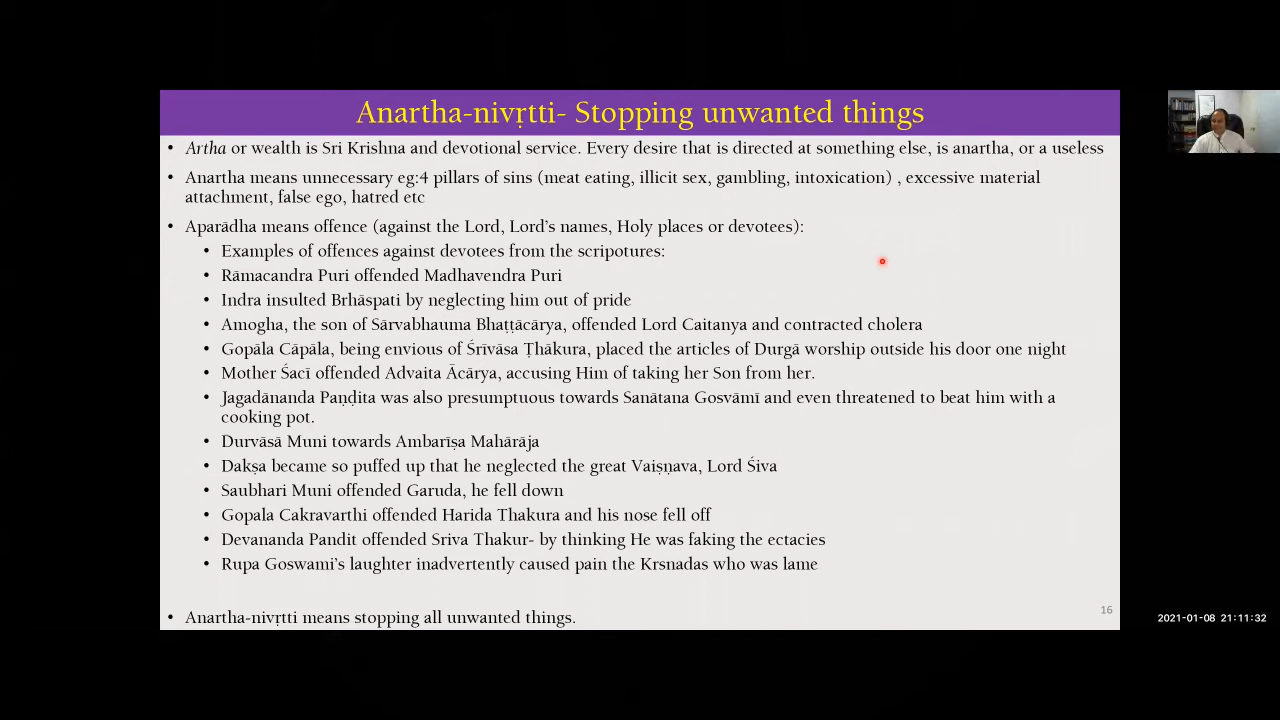 Anartha-nivṛtti- Stopping unwanted things
• Artha or wealth is Sri Krishna and devotional service. Every desire that is directed at something else, is anartha, or a useless
• Anartha means unnecessary eg:4 pillars of sins (meat eating, illicit sex, gambling, intoxication) , excessive material
attachment, false ego, hatred etc
• Aparādha means offence (against the Lord, Lord's names, Holy places or devotees):
• Examples of offences against devotees from the scripotures:
• Rāmacandra Puri offended Madhavendra Puri
• Indra insulted Brhāspati by neglecting him out of pride
• Amogha, the son of Sārvabhauma Bhaṭṭācārya, offended Lord Caitanya and contracted cholera
• Gopāla Cāpāla, being envious of Śrīvāsa Ṭhākura, placed the articles of Durgā worship outside his door one night
• Mother Śacī offended Advaita Ācārya, accusing Him of taking her Son from her.
• Jagadānanda Paṇḍita was also presumptuous towards Sanātana Gosvāmī and even threatened to beat him with a
cooking pot.
• Durvāsā Muni towards Ambarīṣa Mahārāja
• Dakṣa became so puffed up that he neglected the great Vaiṣṇava, Lord Śiva
• Saubhari Muni offended Garuda, he fell down
• Gopala Cakravarthi offended Harida Thakura and his nose fell off
• Devananda Pandit offended Sriva Thakur- by thinking He was faking the ectacies
• Rupa Goswami's laughter inadvertently caused pain the Krsnadas who was lame
• Anartha-nivṛtti means stopping all unwanted things.
16
2021-01-08 21:11:32